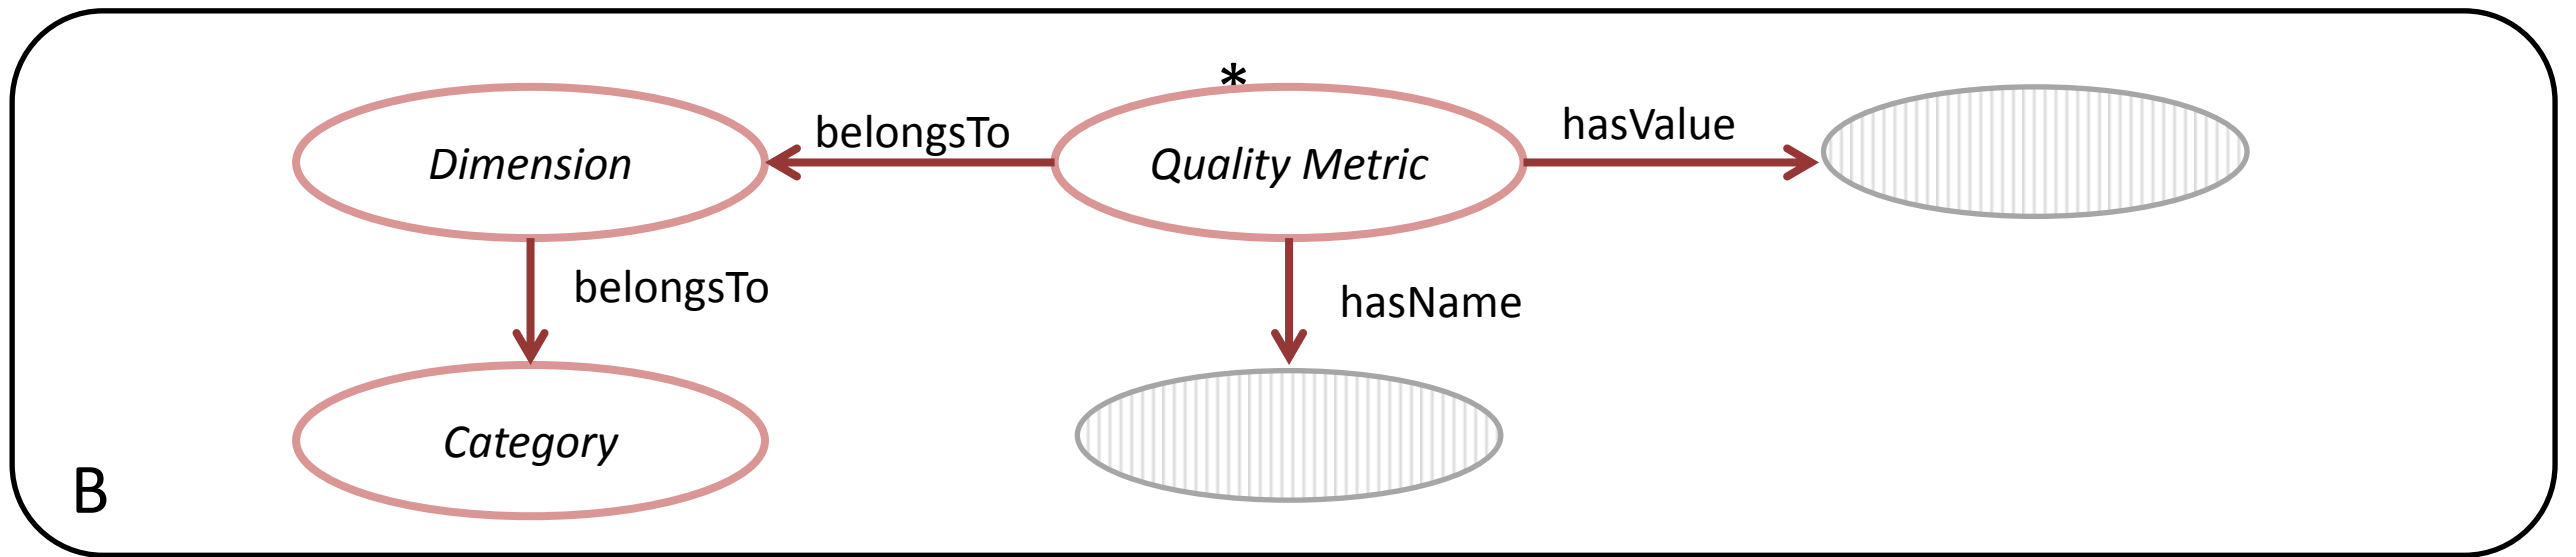 *
belongsTo
hasValue
Dimension
Quality Metric
belongsTo
hasName
Category
B